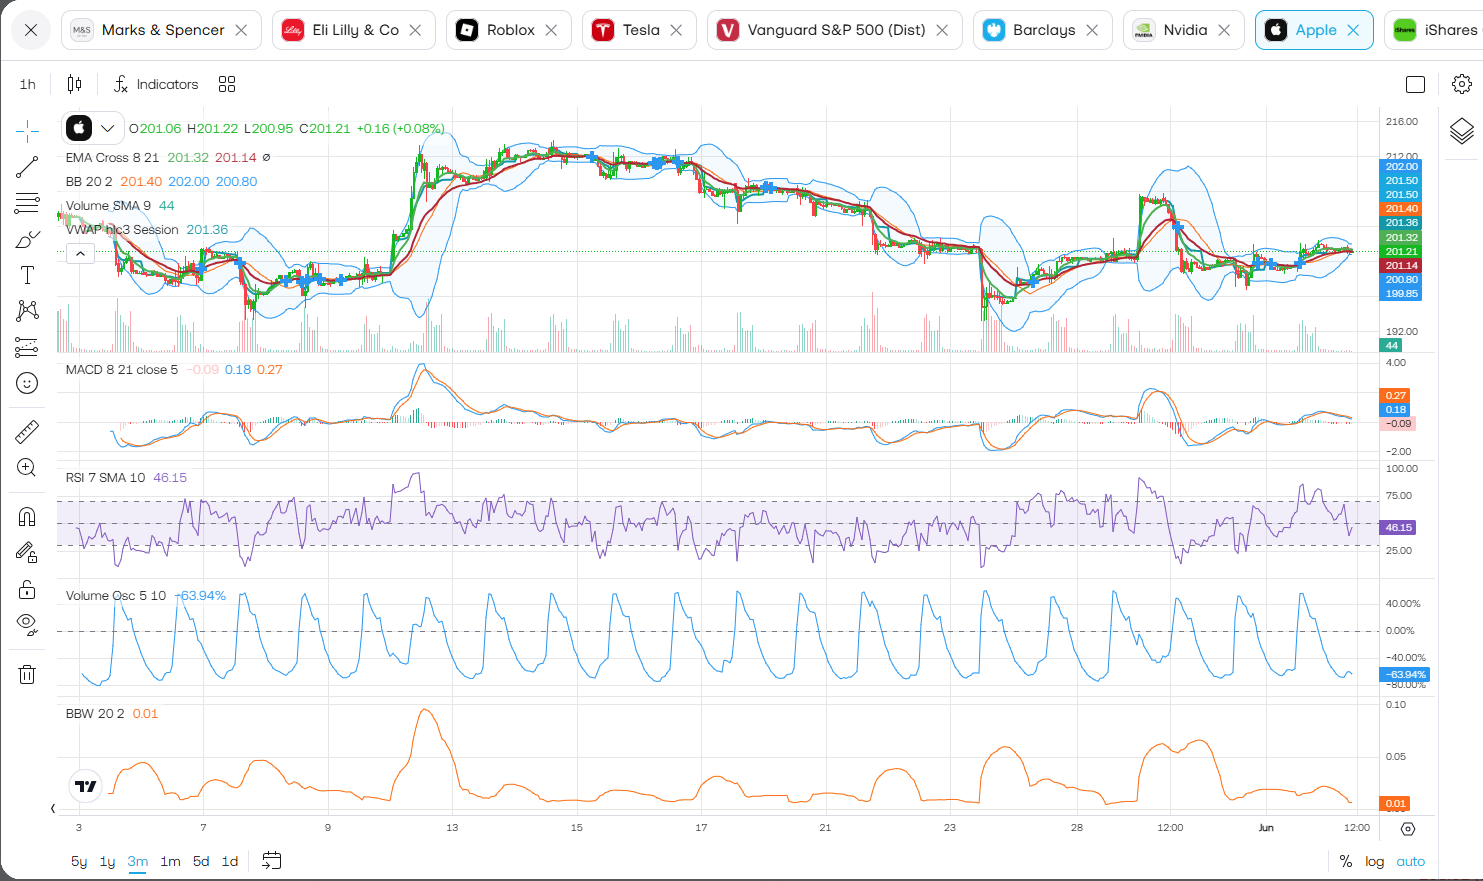 Marks & Spencer Eli Lilly & Co Roblox Tesla Vanguard S&P 500 (Dist) Barclays Nvidia Apple iShares
1h Indicators
O201.06 H201.22 L200.95 C201.21 +0.16 (+0.08%)
EMA Cross 8 21 201.32 201.14 ∅
BB 20 2 201.40 202.00 200.80
Volume SMA 9 44
VWAP hlc3 Session 201.36
216.00
212.00
202.00
201.50
201.40
201.36
201.32
201.21
201.14
200.80
199.85
192.00
44
MACD 8 21 close 5 −0.09 0.18 0.27
4.00
0.27
0.18
−0.09
−2.00
RSI 7 SMA 10 46.15
100.00
75.00
46.15
25.00
Volume Osc 5 10 −63.94%
40.00%
0.00%
−40.00%
−63.94%
−80.00%
BBW 20 2 0.01
0.10
0.05
0.01
3 7 9 13 15 17 21 23 28 12:00 Jun 12:00
5y 1y 3m 1m 5d 1d % log auto